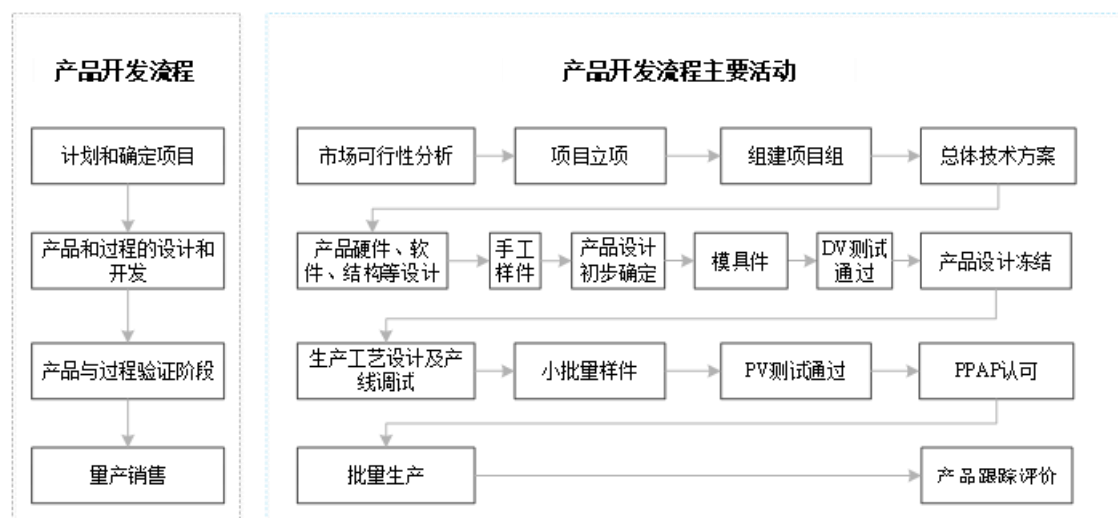 产品开发流程
计划和确定项目
产品和过程的设计和
开发
产品与过程验证阶段
量产销售
产品开发流程主要活动
市场可行性分析
项目立项
组建项目组
总体技术方案
产品硬件、软
件、结构等设计
手工
样件
产品设计
初步确定
模具件
DV测试
通过
产品设计冻结
生产工艺设计及产
线调试
小批量样件
PV测试通过
PPAP认可
批量生产
产品跟踪评价